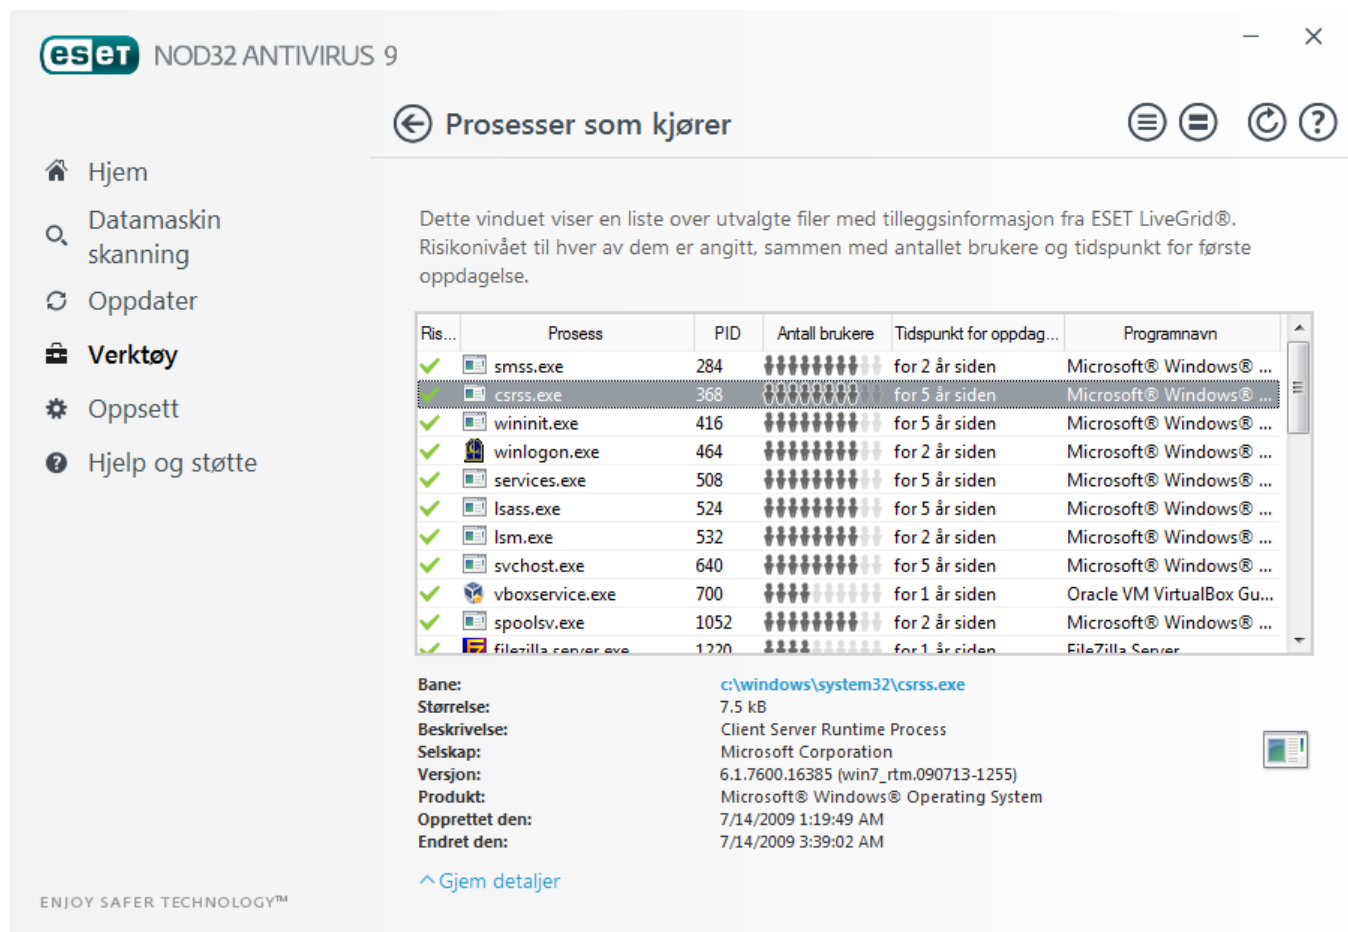 eset NOD32 ANTIVIRUS 9
Prosesser som kjører
Hjem
Datamaskin
skanning
Oppdater
Verktøy
Oppsett
Hjelp og støtte
Dette vinduet viser en liste over utvalgte filer med tilleggsinformasjon fra ESET LiveGrid®.
Risikonivået til hver av dem er angitt, sammen med antallet brukere og tidspunkt for første
oppdagelse.
Ris... Prosess PID Antall brukere Tidspunkt for oppdag... Programnavn
smss.exe 284 for 2 år siden Microsoft® Windows® ...
csrss.exe 368 for 5 år siden Microsoft® Windows® ...
wininit.exe 416 for 5 år siden Microsoft® Windows® ...
winlogon.exe 464 for 2 år siden Microsoft® Windows® ...
services.exe 508 for 5 år siden Microsoft® Windows® ...
lsass.exe 524 for 5 år siden Microsoft® Windows® ...
lsm.exe 532 for 2 år siden Microsoft® Windows® ...
svchost.exe 640 for 5 år siden Microsoft® Windows® ...
vboxservice.exe 700 for 1 år siden Oracle VM VirtualBox Gu...
spoolsv.exe 1052 for 2 år siden Microsoft® Windows® ...
filezilla server.exe 1220 for 1 år siden FileZilla Server
Bane: c:\windows\system32\csrss.exe
Størrelse: 7.5 kB
Beskrivelse: Client Server Runtime Process
Selskap: Microsoft Corporation
Versjon: 6.1.7600.16385 (win7_rtm.090713-1255)
Produkt: Microsoft® Windows® Operating System
Opprettet den: 7/14/2009 1:19:49 AM
Endret den: 7/14/2009 3:39:02 AM
Gjem detaljer
ENJOY SAFER TECHNOLOGY™